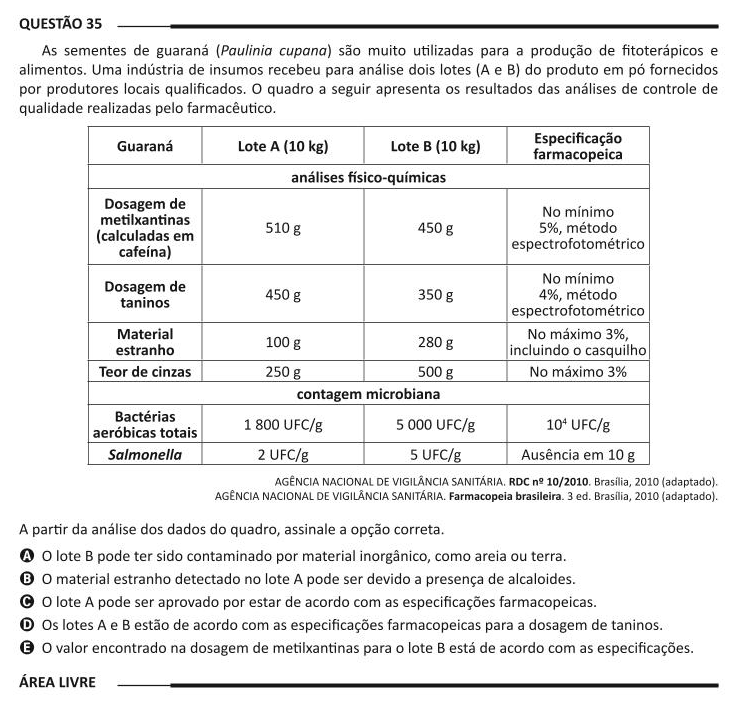 QUESTÃO 35
As sementes de guaraná (Paulinia cupana) são muito utilizadas para a produção de fitoterápicos e
alimentos. Uma indústria de insumos recebeu para análise dois lotes (A e B) do produto em pó fornecidos
por produtores locais qualificados. O quadro a seguir apresenta os resultados das análises de controle de
qualidade realizadas pelo farmacêutico.
Guaraná
Lote A (10 kg)
Lote B (10 kg)
Especificação
farmacopeica
análises físico-químicas
Dosagem de
metilxantinas
(calculadas em
cafeína)
510 g
450 g
No mínimo
5%, método
espectrofotométrico
Dosagem de
taninos
450 g
350 g
No mínimo
4%, método
espectrofotométrico
Material
estranho
100 g
280 g
No máximo 3%,
incluindo o casquilho
Teor de cinzas
250 g
500 g
No máximo 3%
contagem microbiana
Bactérias
aeróbicas totais
1 800 UFC/g
5 000 UFC/g
10⁴ UFC/g
Salmonella
2 UFC/g
5 UFC/g
Ausência em 10 g
AGÊNCIA NACIONAL DE VIGILÂNCIA SANITÁRIA. RDC nº 10/2010. Brasília, 2010 (adaptado).
AGÊNCIA NACIONAL DE VIGILÂNCIA SANITÁRIA. Farmacopeia brasileira. 3 ed. Brasília, 2010 (adaptado).
A partir da análise dos dados do quadro, assinale a opção correta.
A O lote B pode ter sido contaminado por material inorgânico, como areia ou terra.
B O material estranho detectado no lote A pode ser devido a presença de alcaloides.
C O lote A pode ser aprovado por estar de acordo com as especificações farmacopeicas.
D Os lotes A e B estão de acordo com as especificações farmacopeicas para a dosagem de taninos.
E O valor encontrado na dosagem de metilxantinas para o lote B está de acordo com as especificações.
ÁREA LIVRE